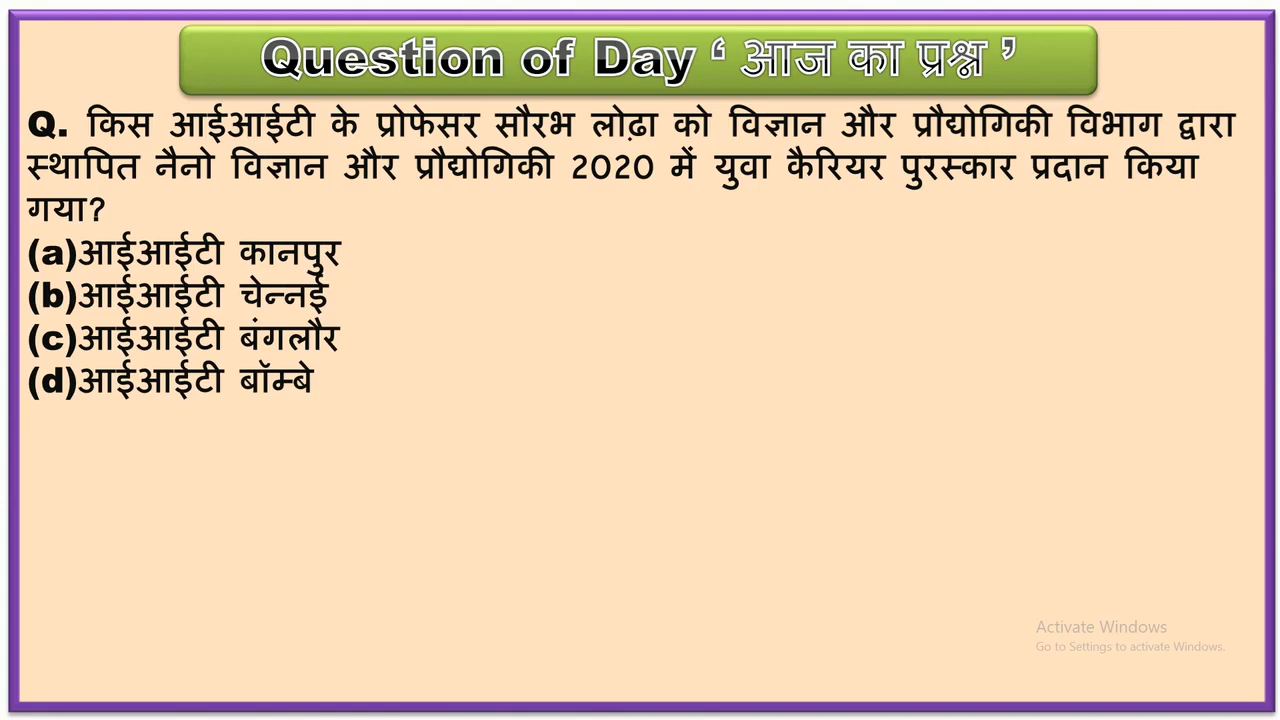 Question of Day ‘ आज का प्रश्न ’
Q. किस आईआईटी के प्रोफेसर सौरभ लोढ़ा को विज्ञान और प्रौद्योगिकी विभाग द्वारा
स्थापित नैनो विज्ञान और प्रौद्योगिकी 2020 में युवा कैरियर पुरस्कार प्रदान किया
गया?
(a)आईआईटी कानपुर
(b)आईआईटी चेन्नई
(c)आईआईटी बंगलौर
(d)आईआईटी बॉम्बे
Activate Windows
Go to Settings to activate Windows.